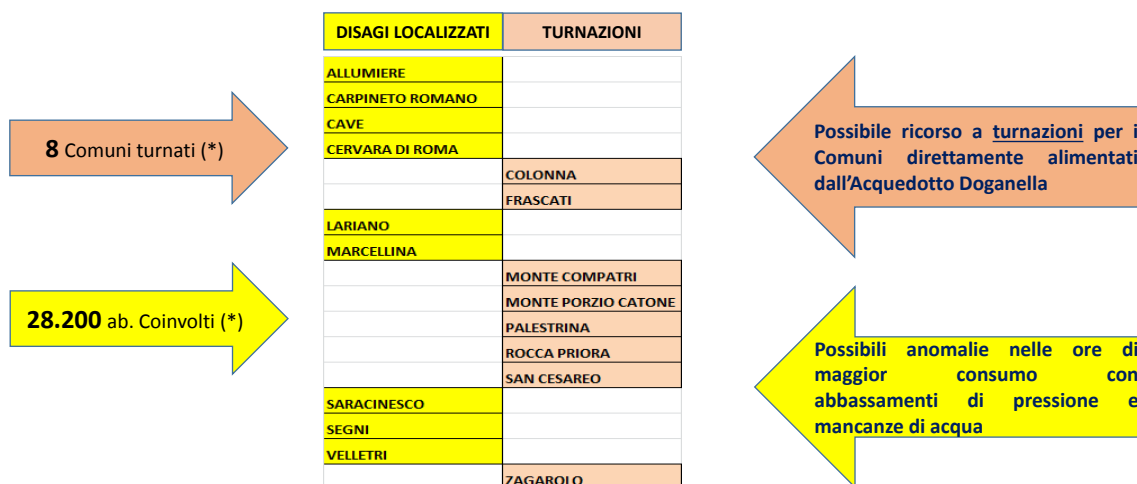 DISAGI LOCALIZZATI TURNAZIONI
ALLUMIERE
CARPINETO ROMANO
CAVE
CERVARA DI ROMA
COLONNA
FRASCATI
LARIANO
MARCELLINA
MONTE COMPATRI
MONTE PORZIO CATONE
PALESTRINA
ROCCA PRIORA
SAN CESAREO
SARACINESCO
SEGNI
VELLETRI
ZAGAROLO
8 Comuni turnati (*)
28.200 ab. Coinvolti (*)
Possibile ricorso a turnazioni per i
Comuni direttamente alimentati
dall'Acquedotto Doganella
Possibili anomalie nelle ore di
maggior consumo con
abbassamenti di pressione e
mancanze di acqua